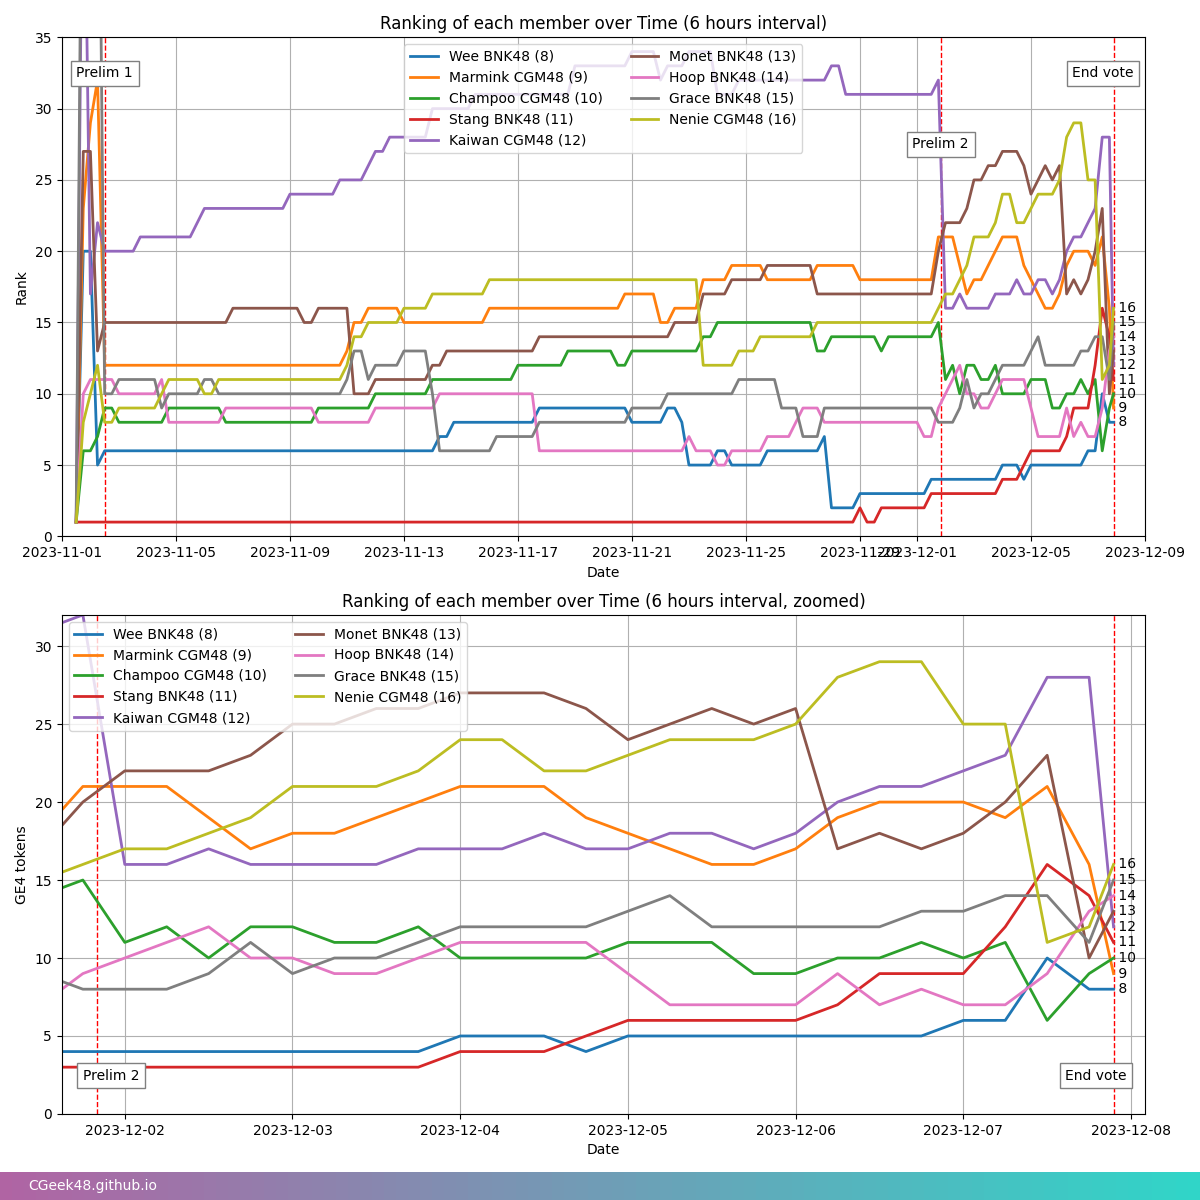 Ranking of each member over Time (6 hours interval)
35
30
25
20
15
10
5
0
Rank
Prelim 1
Wee BNK48 (8)
Marmink CGM48 (9)
Champoo CGM48 (10)
Stang BNK48 (11)
Kaiwan CGM48 (12)
Monet BNK48 (13)
Hoop BNK48 (14)
Grace BNK48 (15)
Nenie CGM48 (16)
Prelim 2
End vote
16
15
14
13
12
11
10
9
8
2023-11-01 2023-11-05 2023-11-09 2023-11-13 2023-11-17 2023-11-21 2023-11-25 2023-11-29 2023-12-01 2023-12-05 2023-12-09
Date
Ranking of each member over Time (6 hours interval, zoomed)
30
25
20
15
10
5
0
GE4 tokens
Wee BNK48 (8)
Marmink CGM48 (9)
Champoo CGM48 (10)
Stang BNK48 (11)
Kaiwan CGM48 (12)
Monet BNK48 (13)
Hoop BNK48 (14)
Grace BNK48 (15)
Nenie CGM48 (16)
16
15
14
13
12
11
10
9
8
Prelim 2
End vote
2023-12-02 2023-12-03 2023-12-04 2023-12-05 2023-12-06 2023-12-07 2023-12-08
Date
CGeek48.github.io